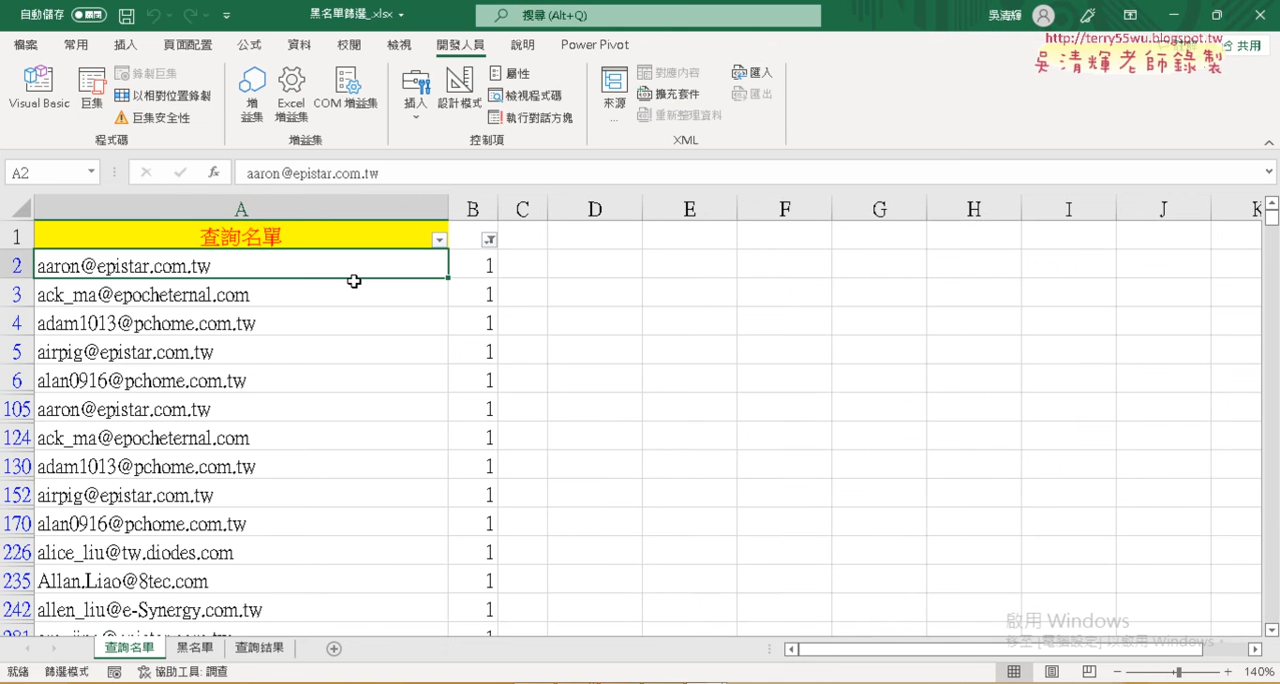 自動儲存 關閉 黑名單篩選_.xlsx 搜尋 (Alt+Q) 吳清輝
檔案 常用 插入 頁面配置 公式 資料 校閱 檢視 開發人員 說明 Power Pivot 共用
http://terry55wu.blogspot.tw
吳清輝老師錄製
Visual Basic 巨集 錄製巨集 以相對位置錄製 巨集安全性 程式碼
增益集 Excel 增益集 COM 增益集 增益集
插入 設計模式 屬性 檢視程式碼 執行對話方塊 控制項
來源... 對應內容 擴充套件 重新整理資料 匯入 匯出 XML
A2 fx aaron@epistar.com.tw
A B C D E F G H I J K
1 查詢名單
2 aaron@epistar.com.tw 1
3 ack_ma@epocheternal.com 1
4 adam1013@pchome.com.tw 1
5 airpig@epistar.com.tw 1
6 alan0916@pchome.com.tw 1
105 aaron@epistar.com.tw 1
124 ack_ma@epocheternal.com 1
130 adam1013@pchome.com.tw 1
152 airpig@epistar.com.tw 1
170 alan0916@pchome.com.tw 1
226 alice_liu@tw.diodes.com 1
235 Allan.Liao@8tec.com 1
242 allen_liu@e-Synergy.com.tw 1
啟用 Windows
移至 [電腦設定] 以啟用 Windows。
查詢名單 黑名單 查詢結果
就緒 篩選模式 協助工具: 調查 140%